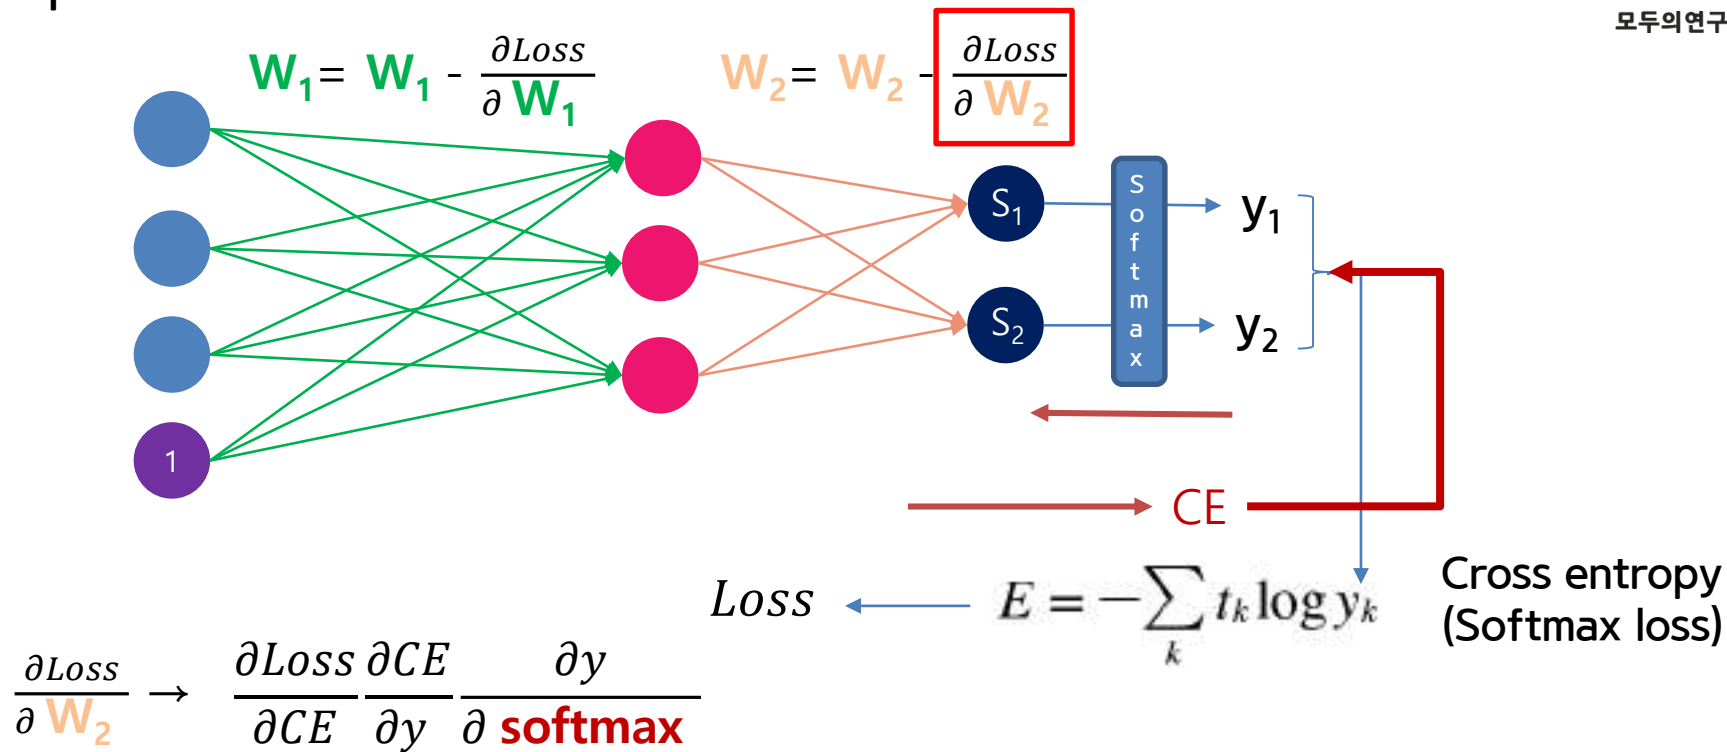 모두의연구
W₁= W₁ - ∂Loss/∂ W₁
W₂= W₂ - ∂Loss/∂ W₂
S₁
S₂
1
Softmax
y₁
y₂
CE
Loss
E = −∑ₖ tₖ log yₖ
Cross entropy
(Softmax loss)
∂Loss/∂ W₂ → ∂Loss/∂CE ∂CE/∂y ∂y/∂ softmax